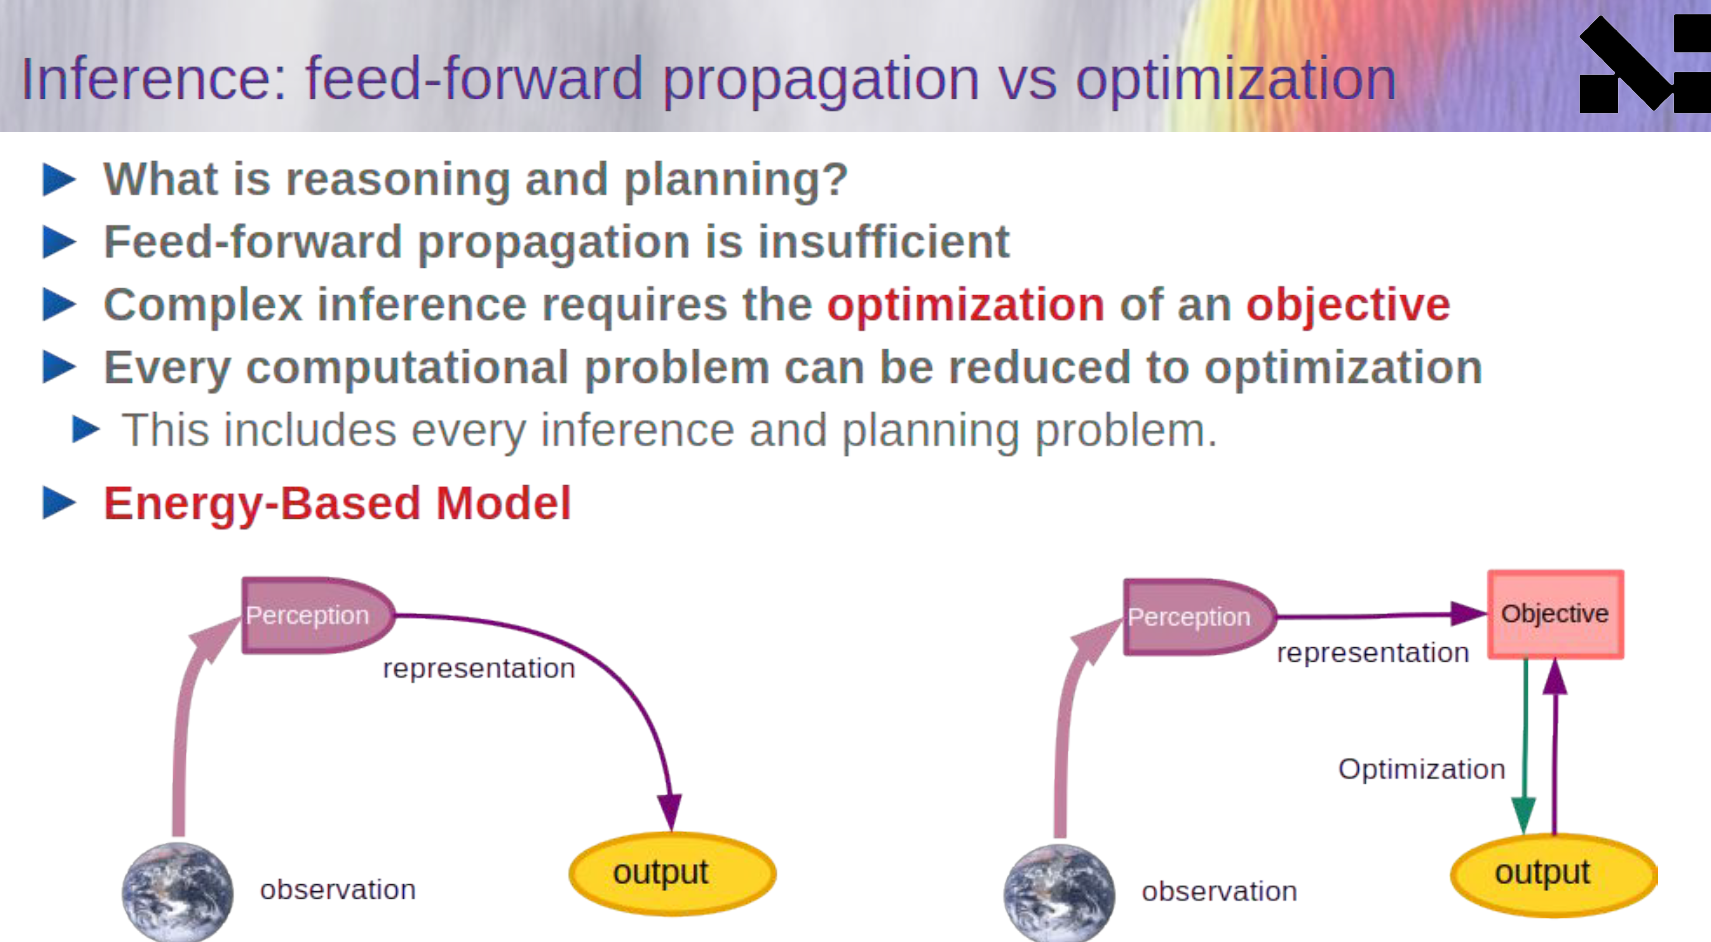 Inference: feed-forward propagation vs optimization
What is reasoning and planning?
Feed-forward propagation is insufficient
Complex inference requires the optimization of an objective
Every computational problem can be reduced to optimization
This includes every inference and planning problem.
Energy-Based Model
Perception
representation
observation
output
Perception
representation
Objective
Optimization
observation
output